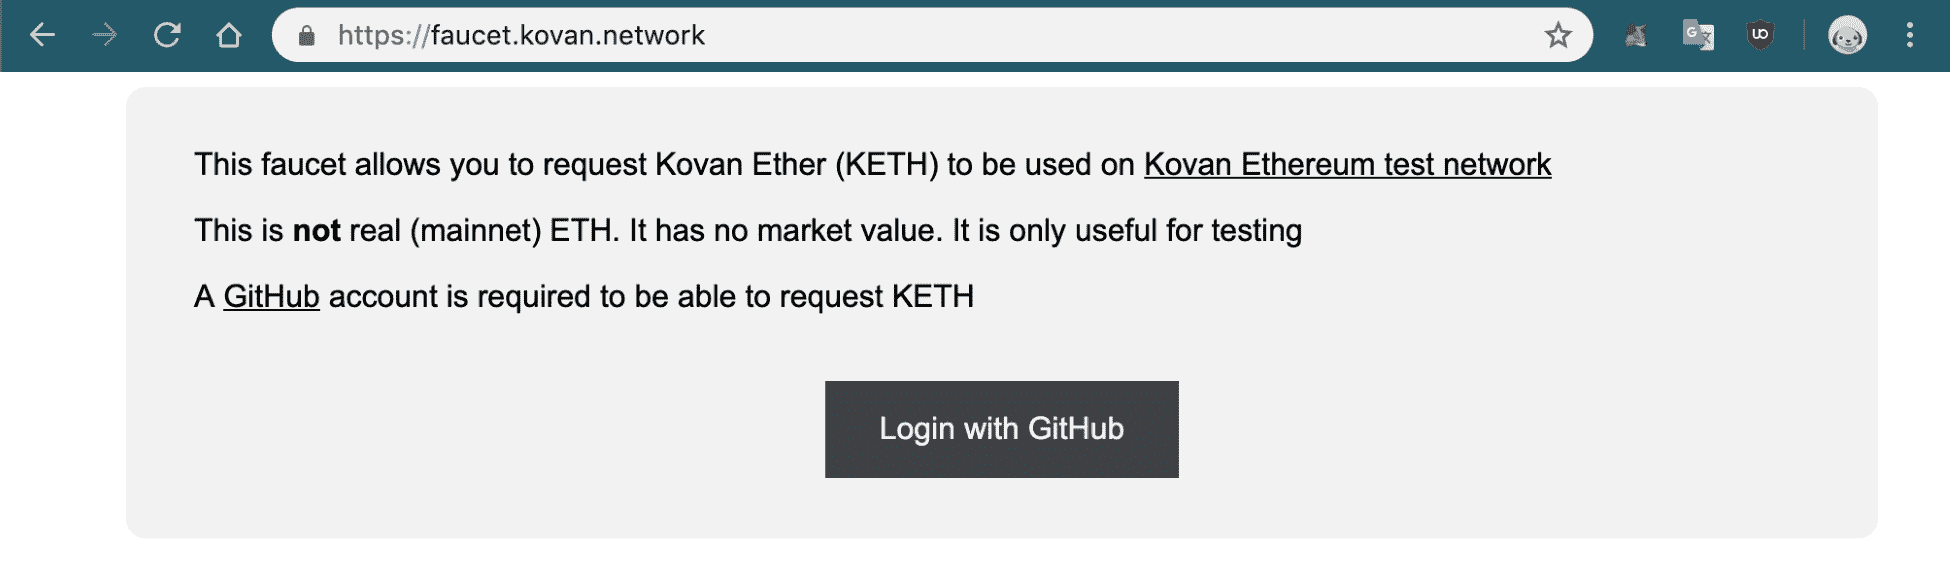 https://faucet.kovan.network
This faucet allows you to request Kovan Ether (KETH) to be used on Kovan Ethereum test network
This is not real (mainnet) ETH. It has no market value. It is only useful for testing
A GitHub account is required to be able to request KETH
Login with GitHub